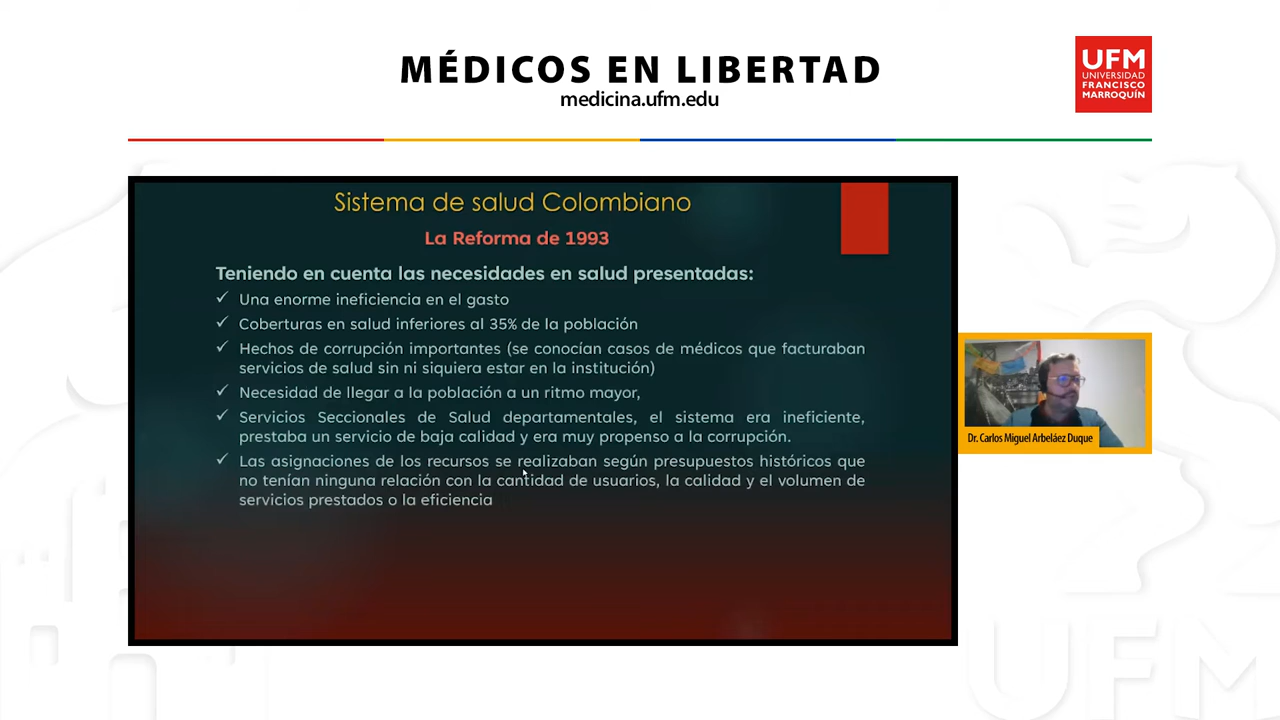 MÉDICOS EN LIBERTAD
medicina.ufm.edu
UFM
UNIVERSIDAD
FRANCISCO
MARROQUÍN
Sistema de salud Colombiano
La Reforma de 1993
Teniendo en cuenta las necesidades en salud presentadas:
✓ Una enorme ineficiencia en el gasto
✓ Coberturas en salud inferiores al 35% de la población
✓ Hechos de corrupción importantes (se conocían casos de médicos que facturaban
servicios de salud sin ni siquiera estar en la institución)
✓ Necesidad de llegar a la población a un ritmo mayor,
✓ Servicios Seccionales de Salud departamentales, el sistema era ineficiente,
prestaba un servicio de baja calidad y era muy propenso a la corrupción.
✓ Las asignaciones de los recursos se realizaban según presupuestos históricos que
no tenían ninguna relación con la cantidad de usuarios, la calidad y el volumen de
servicios prestados o la eficiencia
Dr. Carlos Miguel Arbeláez Duque
UFM